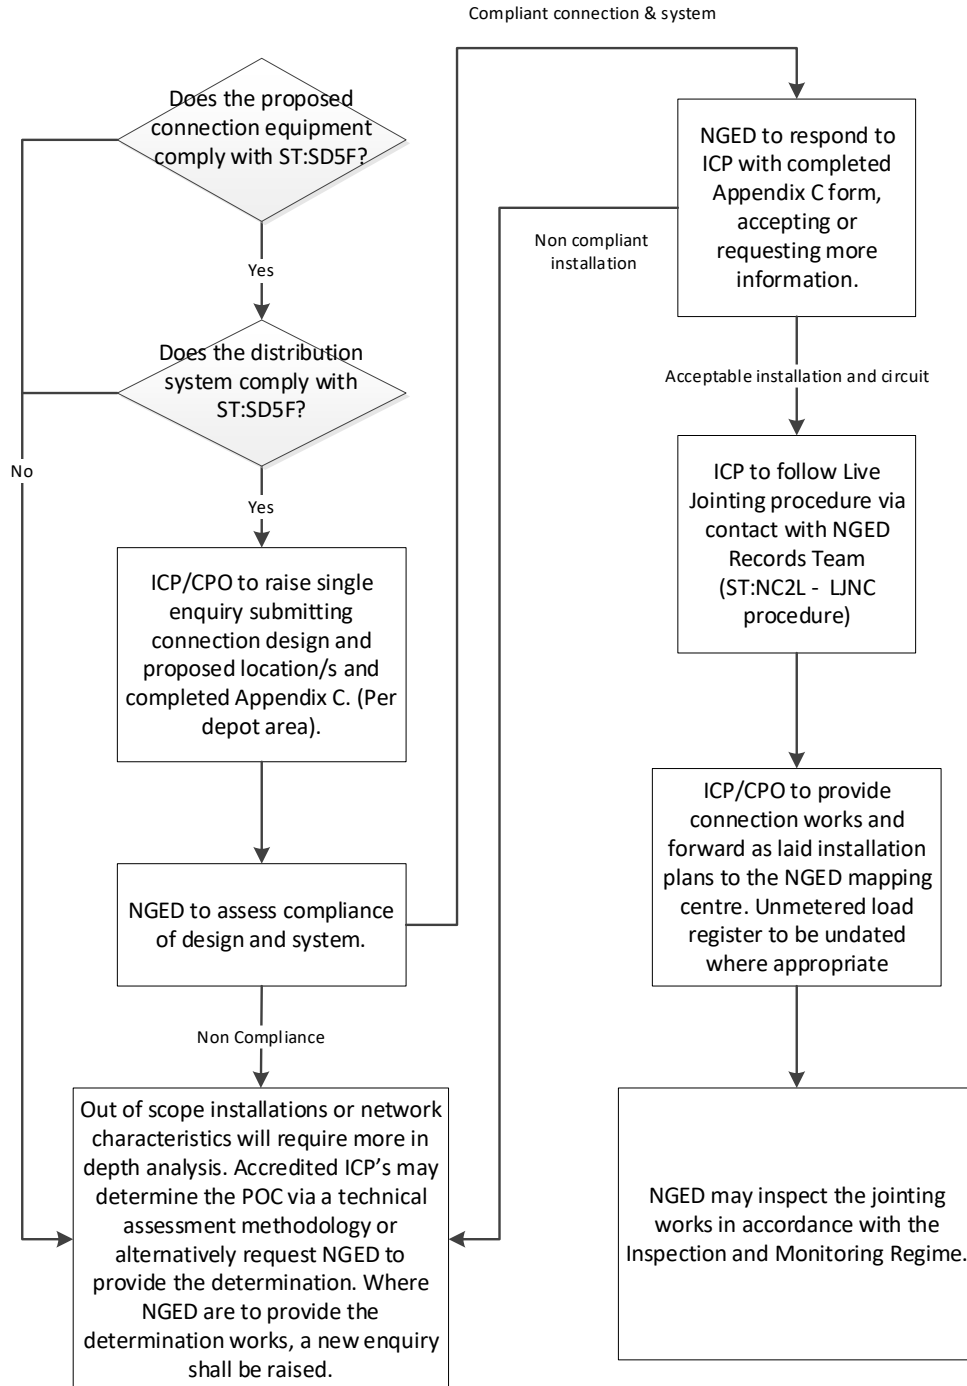 Compliant connection & system
Does the proposed
connection equipment
comply with ST:SD5F?
Yes
Does the distribution
system comply with
ST:SD5F?
No
Yes
ICP/CPO to raise single
enquiry submitting
connection design and
proposed location/s and
completed Appendix C. (Per
depot area).
NGED to assess compliance
of design and system.
Non Compliance
Out of scope installations or network
characteristics will require more in
depth analysis. Accredited ICP's may
determine the POC via a technical
assessment methodology or
alternatively request NGED to
provide the determination. Where
NGED are to provide the
determination works, a new enquiry
shall be raised.
NGED to respond to
ICP with completed
Appendix C form,
accepting or
requesting more
information.
Non compliant
installation
Acceptable installation and circuit
ICP to follow Live
Jointing procedure via
contact with NGED
Records Team
(ST:NC2L -  LJNC
procedure)
ICP/CPO to provide
connection works and
forward as laid installation
plans to the NGED mapping
centre. Unmetered load
register to be undated
where appropriate
NGED may inspect the jointing
works in accordance with the
Inspection and Monitoring Regime.